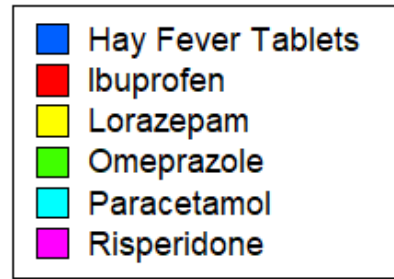 Hay Fever Tablets
Ibuprofen
Lorazepam
Omeprazole
Paracetamol
Risperidone